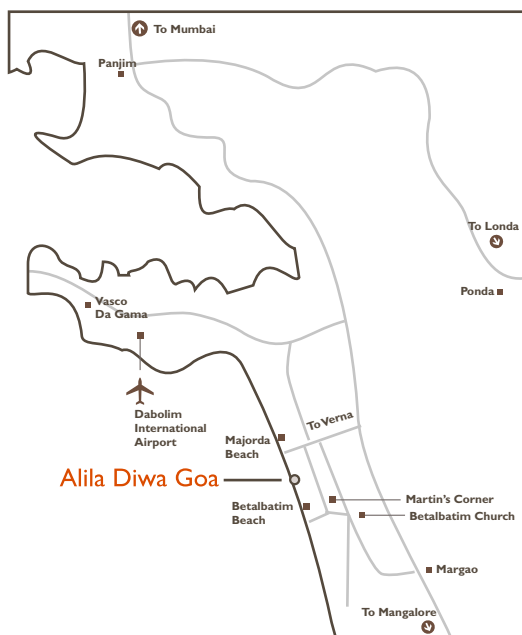 To Mumbai
Panjim
To Londa
Ponda
Vasco
Da Gama
Dabolim
International
Airport
To Verna
Majorda
Beach
Alila Diwa Goa
Martin's Corner
Betalbatim
Beach
Betalbatim Church
Margao
To Mangalore